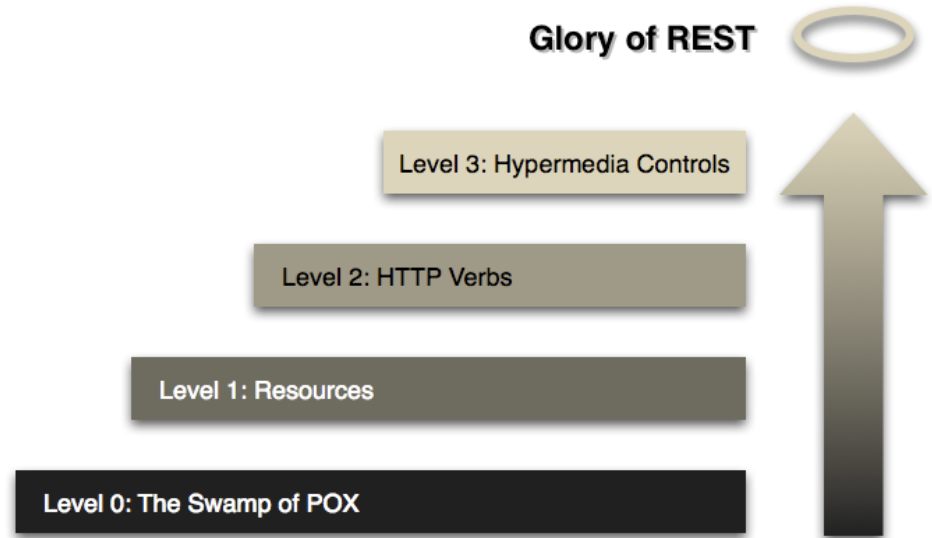 Glory of REST
Level 3: Hypermedia Controls
Level 2: HTTP Verbs
Level 1: Resources
Level 0: The Swamp of POX